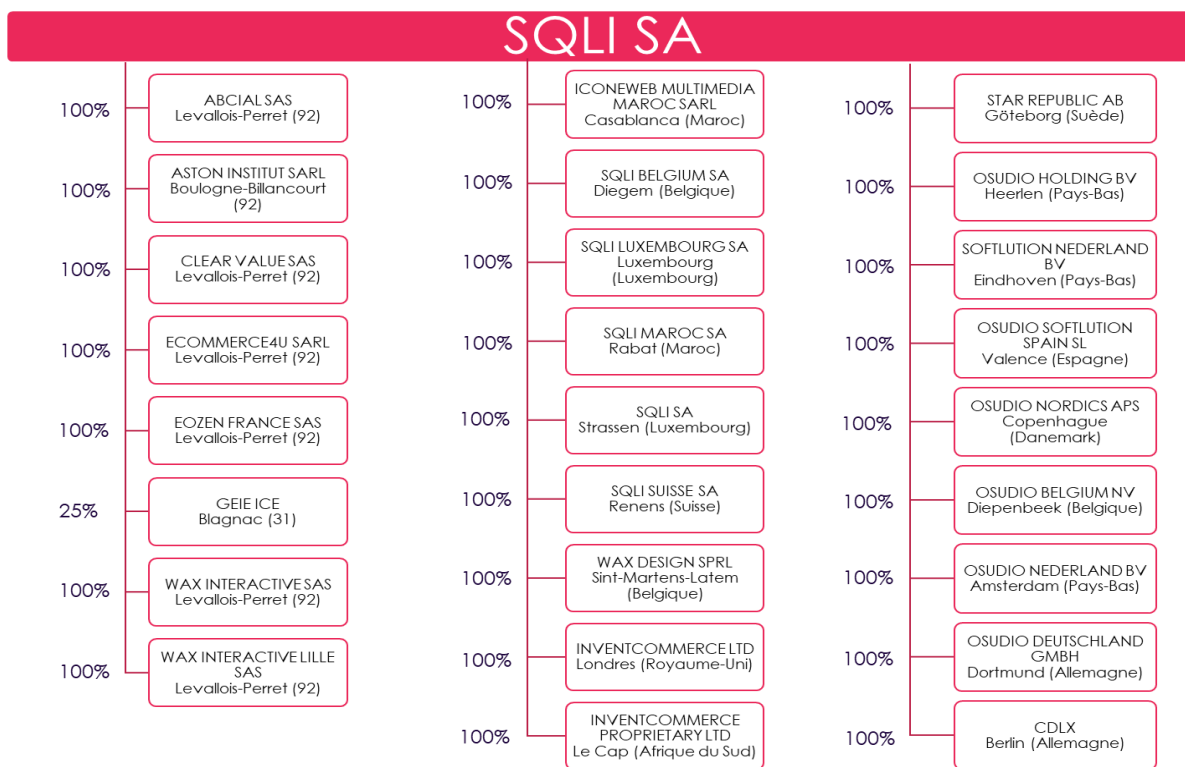 SQLI SA
100%
ABCIAL SAS
Levallois-Perret (92)
100%
ASTON INSTITUT SARL
Boulogne-Billancourt
(92)
100%
CLEAR VALUE SAS
Levallois-Perret (92)
100%
ECOMMERCE4U SARL
Levallois-Perret (92)
100%
EOZEN FRANCE SAS
Levallois-Perret (92)
25%
GEIE ICE
Blagnac (31)
100%
WAX INTERACTIVE SAS
Levallois-Perret (92)
100%
WAX INTERACTIVE LILLE
SAS
Levallois-Perret (92)
100%
ICONEWEB MULTIMEDIA
MAROC SARL
Casablanca (Maroc)
100%
SQLI BELGIUM SA
Diegem (Belgique)
100%
SQLI LUXEMBOURG SA
Luxembourg
(Luxembourg)
100%
SQLI MAROC SA
Rabat (Maroc)
100%
SQLI SA
Strassen (Luxembourg)
100%
SQLI SUISSE SA
Renens (Suisse)
100%
WAX DESIGN SPRL
Sint-Martens-Latem
(Belgique)
100%
INVENTCOMMERCE LTD
Londres (Royaume-Uni)
100%
INVENTCOMMERCE
PROPRIETARY LTD
Le Cap (Afrique du Sud)
100%
STAR REPUBLIC AB
Göteborg (Suède)
100%
OSUDIO HOLDING BV
Heerlen (Pays-Bas)
100%
SOFTLUTION NEDERLAND
BV
Eindhoven (Pays-Bas)
100%
OSUDIO SOFTLUTION
SPAIN SL
Valence (Espagne)
100%
OSUDIO NORDICS APS
Copenhague
(Danemark)
100%
OSUDIO BELGIUM NV
Diepenbeek (Belgique)
100%
OSUDIO NEDERLAND BV
Amsterdam (Pays-Bas)
100%
OSUDIO DEUTSCHLAND
GMBH
Dortmund (Allemagne)
100%
CDLX
Berlin (Allemagne)